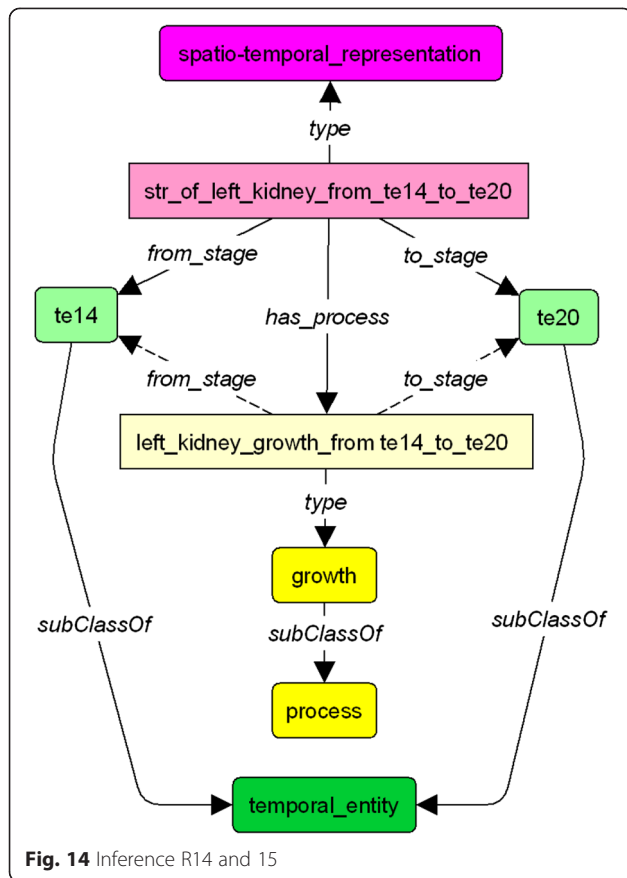 spatio-temporal_representation
type
str_of_left_kidney_from_te14_to_te20
from_stage
to_stage
te14
te20
has_process
from_stage
to_stage
left_kidney_growth_from te14_to_te20
type
growth
subClassOf
subClassOf
subClassOf
process
temporal_entity
Fig. 14 Inference R14 and 15